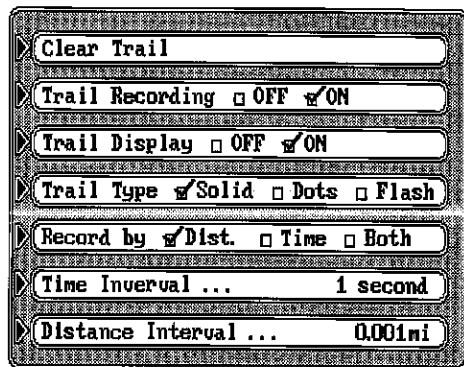 Clear Trail
Trail Recording OFF ON
Trail Display OFF ON
Trail Type Solid Dots Flash
Record by Dist. Time Both
Time Inverval ... 1 second
Distance Interval ... 0.001mi